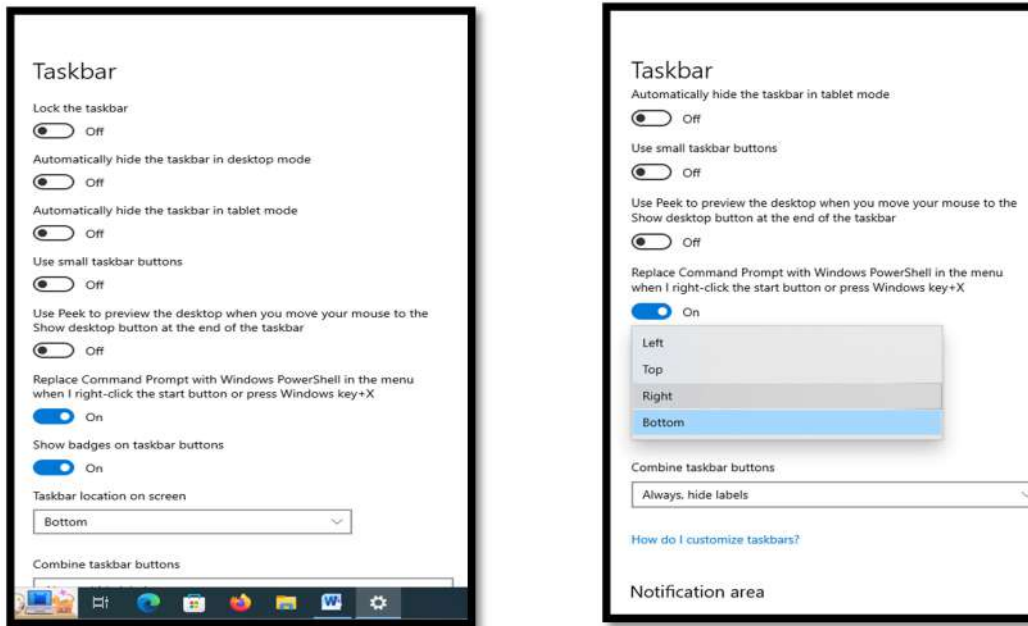 Taskbar
Lock the taskbar
Off
Automatically hide the taskbar in desktop mode
Off
Automatically hide the taskbar in tablet mode
Off
Use small taskbar buttons
Off
Use Peek to preview the desktop when you move your mouse to the
Show desktop button at the end of the taskbar
Off
Replace Command Prompt with Windows PowerShell in the menu
when I right-click the start button or press Windows key+X
On
Show badges on taskbar buttons
On
Taskbar location on screen
Bottom
Combine taskbar buttons
W
Taskbar
Automatically hide the taskbar in tablet mode
Off
Use small taskbar buttons
Off
Use Peek to preview the desktop when you move your mouse to the
Show desktop button at the end of the taskbar
Off
Replace Command Prompt with Windows PowerShell in the menu
when I right-click the start button or press Windows key+X
On
Left
Top
Right
Bottom
Combine taskbar buttons
Always, hide labels
How do I customize taskbars?
Notification area